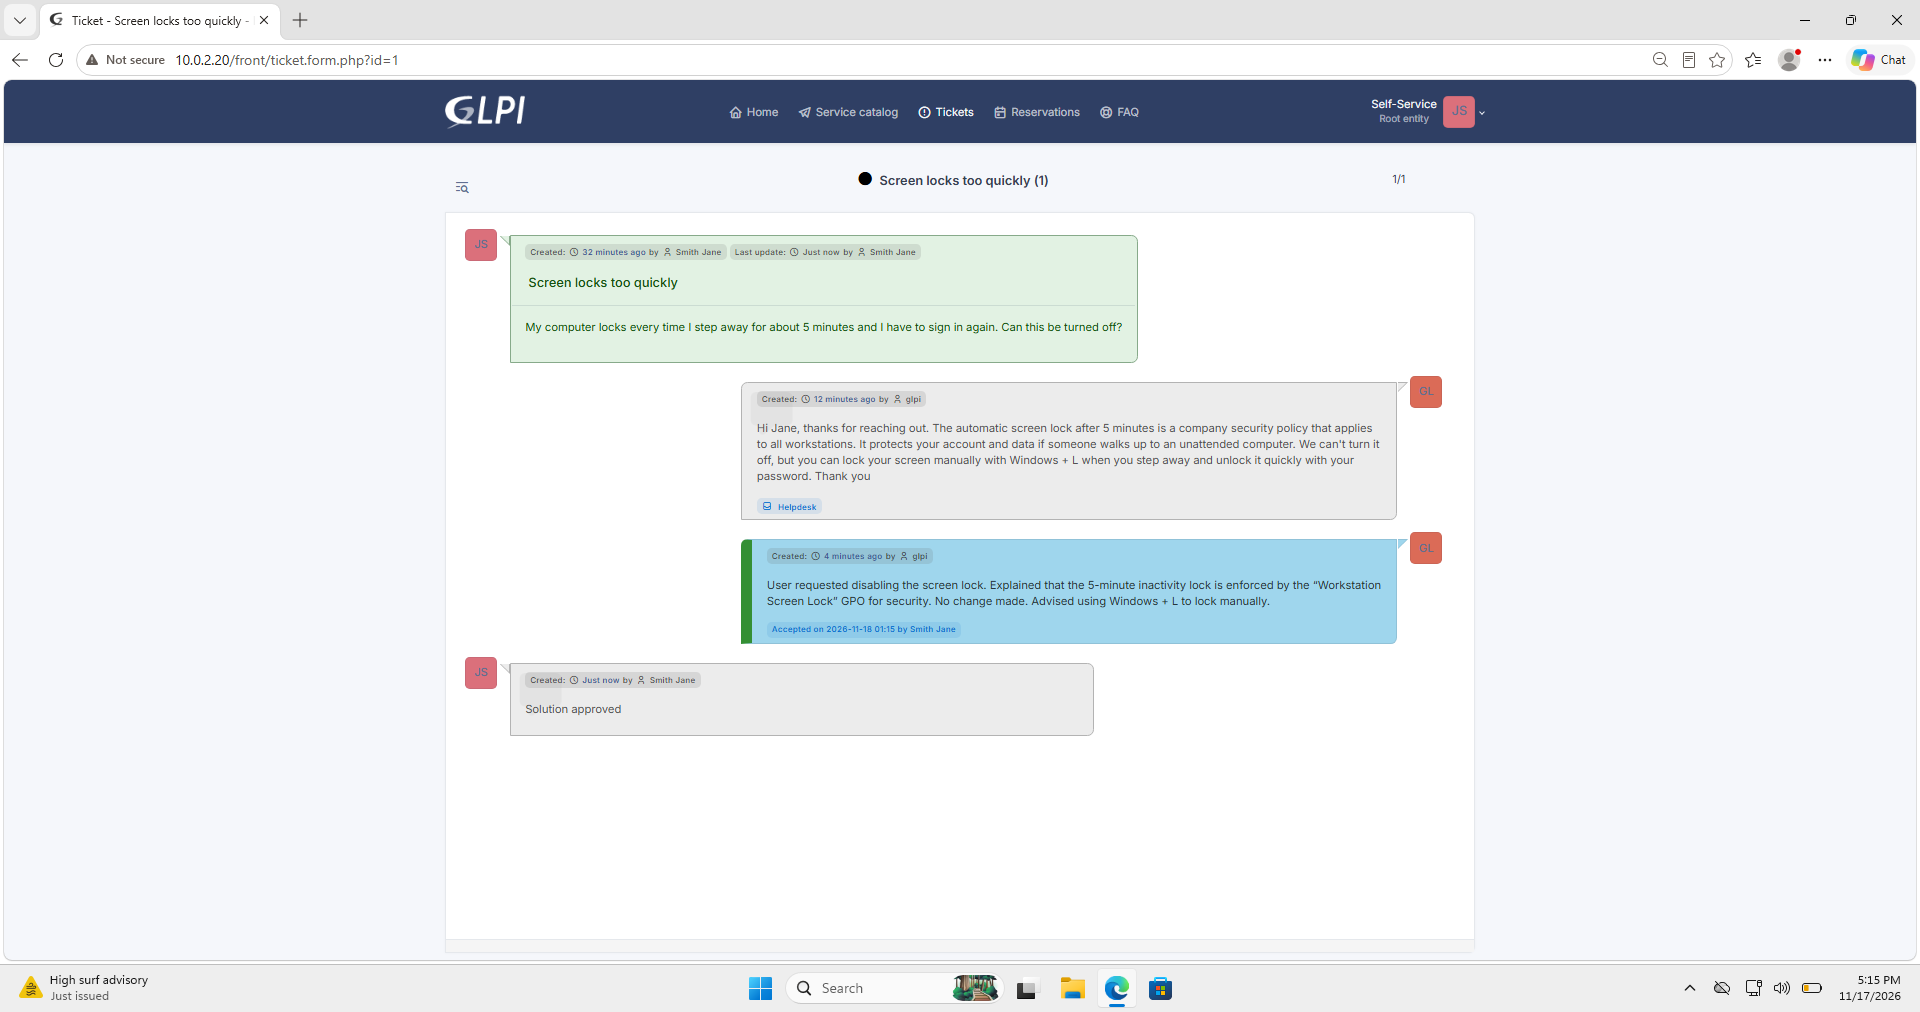 Ticket - Screen locks too quickly -
Not secure 10.0.2.20/front/ticket.form.php?id=1
Chat
GLPI
Home Service catalog Tickets Reservations FAQ
Self-Service
Root entity
JS
Screen locks too quickly (1)
1/1
JS
Created: 32 minutes ago by Smith Jane Last update: Just now by Smith Jane
Screen locks too quickly
My computer locks every time I step away for about 5 minutes and I have to sign in again. Can this be turned off?
GL
Created: 12 minutes ago by glpi
Hi Jane, thanks for reaching out. The automatic screen lock after 5 minutes is a company security policy that applies
to all workstations. It protects your account and data if someone walks up to an unattended computer. We can't turn it
off, but you can lock your screen manually with Windows + L when you step away and unlock it quickly with your
password. Thank you
Helpdesk
GL
Created: 4 minutes ago by glpi
User requested disabling the screen lock. Explained that the 5-minute inactivity lock is enforced by the “Workstation
Screen Lock” GPO for security. No change made. Advised using Windows + L to lock manually.
Accepted on 2026-11-18 01:15 by Smith Jane
JS
Created: Just now by Smith Jane
Solution approved
High surf advisory
Just issued
Search
5:15 PM
11/17/2026